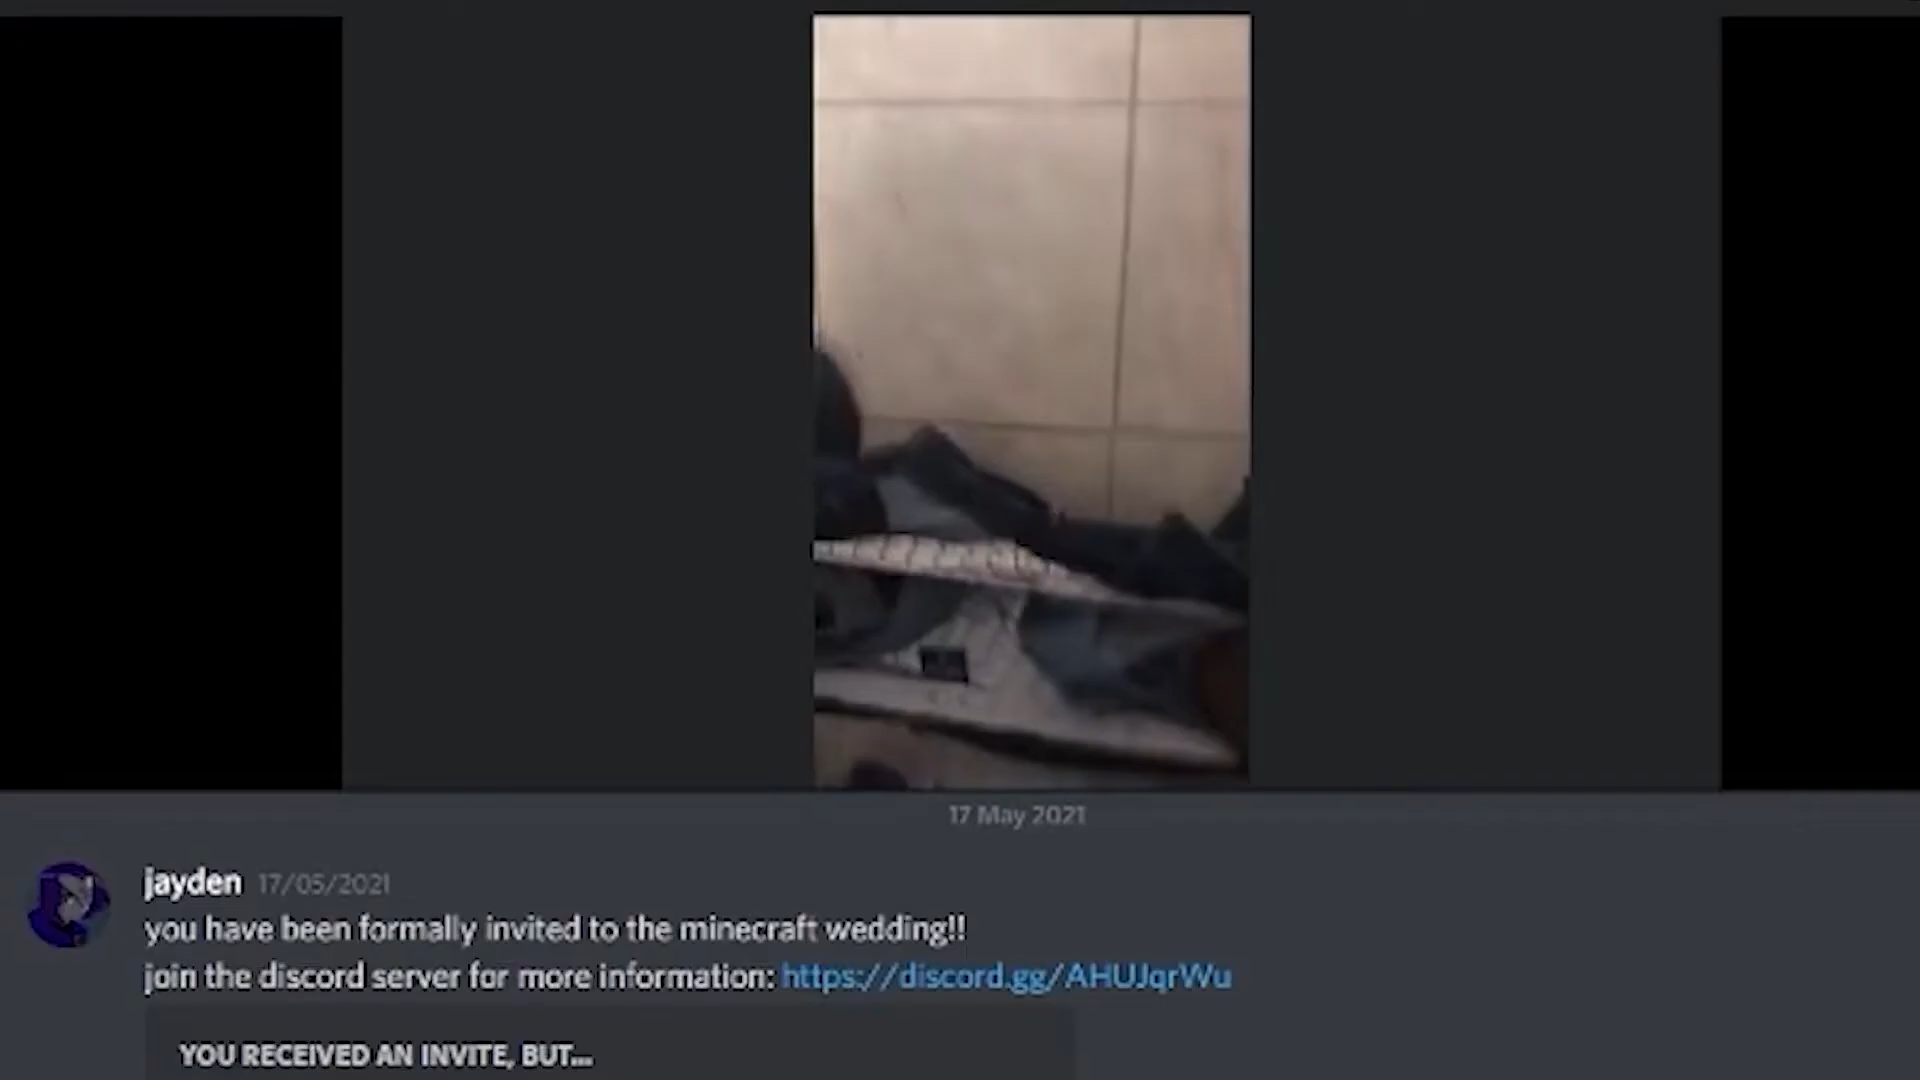 17 May 2021
jayden 17/05/2021
you have been formally invited to the minecraft wedding!!
join the discord server for more information: https://discord.gg/AHUJqrWu
YOU RECEIVED AN INVITE, BUT...